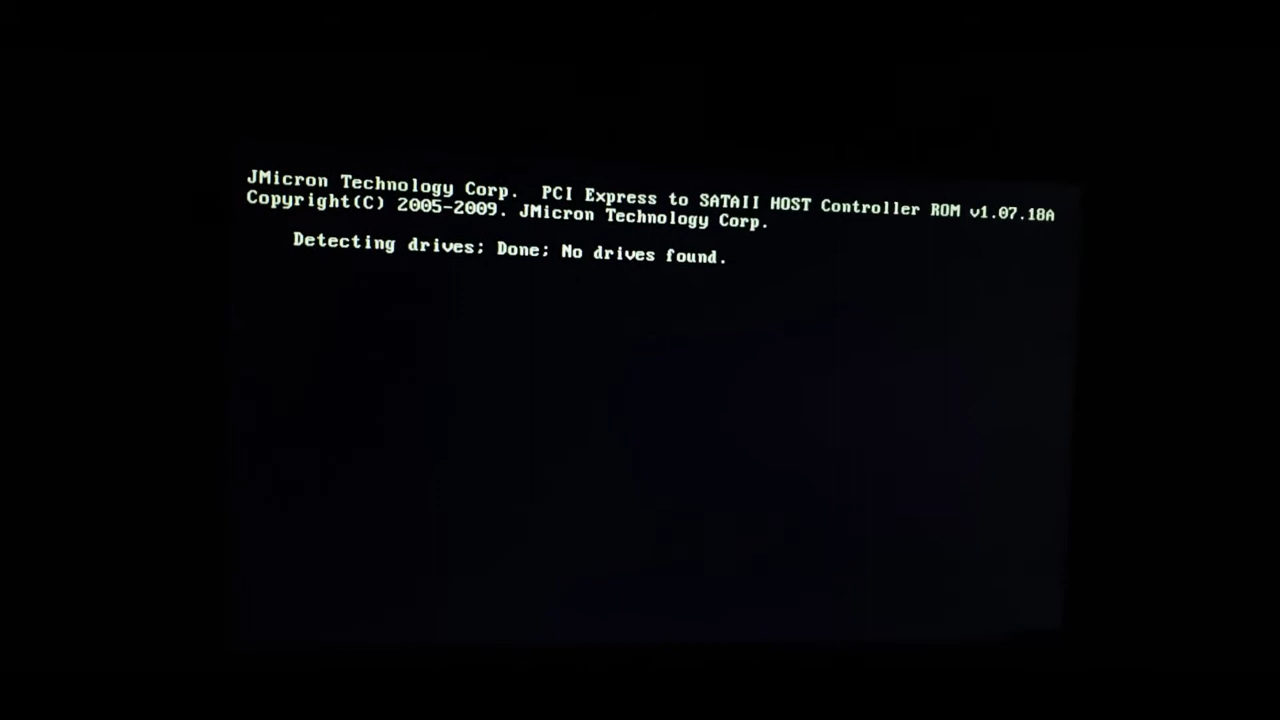 JMicron Technology Corp.  PCI Express to SATAII HOST Controller ROM v1.07.18A
Copyright(C) 2005-2009. JMicron Technology Corp.
Detecting drives; Done; No drives found.